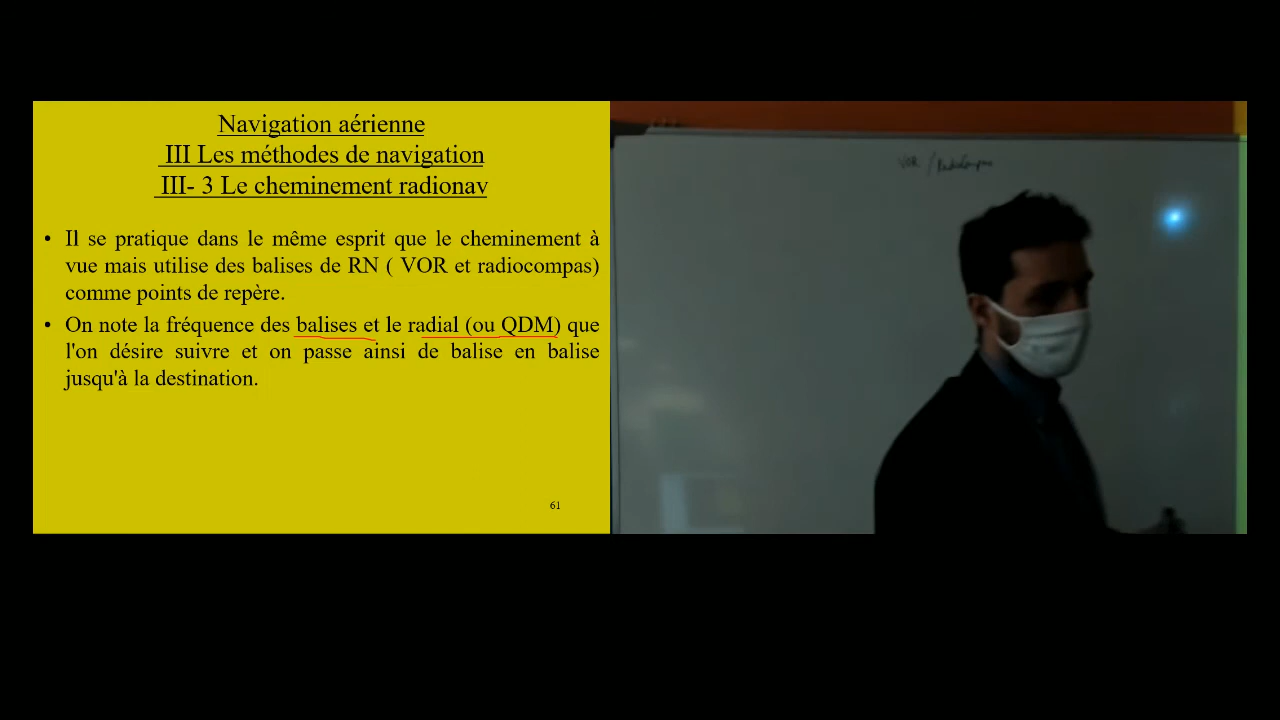 Navigation aérienne
III Les méthodes de navigation
III- 3 Le cheminement radionav
• Il se pratique dans le même esprit que le cheminement à
vue mais utilise des balises de RN ( VOR et radiocompas)
comme points de repère.
• On note la fréquence des balises et le radial (ou QDM) que
l'on désire suivre et on passe ainsi de balise en balise
jusqu'à la destination.
61
VOR / Radiocompas